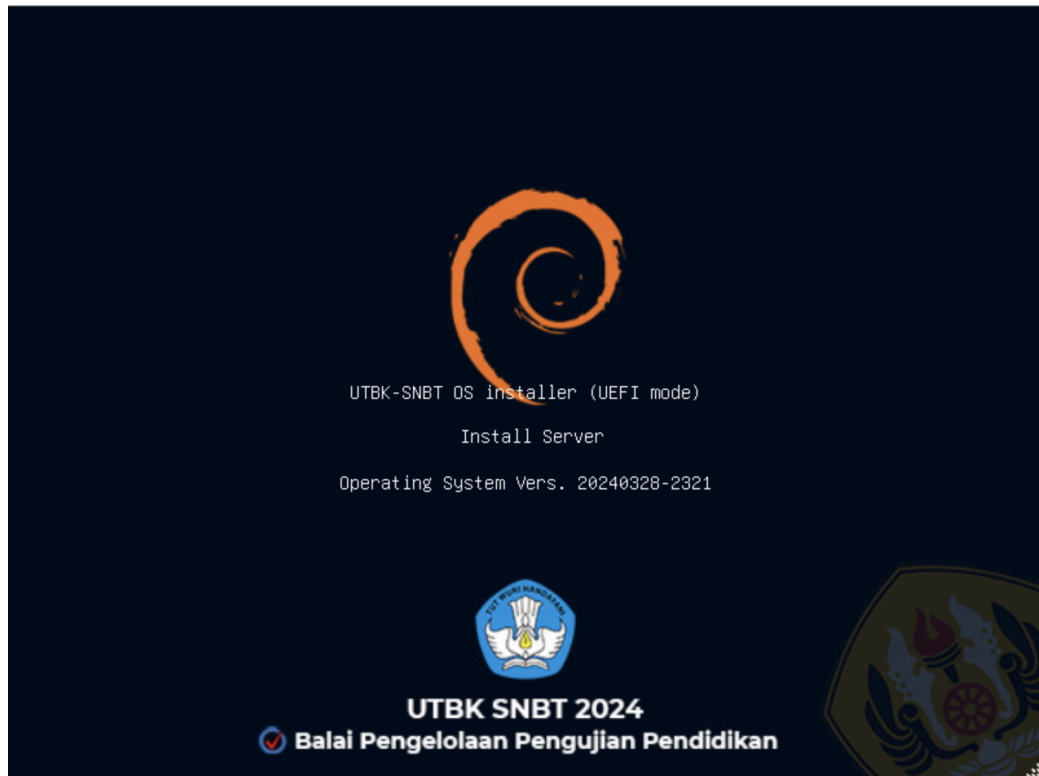 UTBK-SNBT OS installer (UEFI mode)
Install Server
Operating System Vers. 20240328-2321
TUT WURI HANDAYANI
UTBK SNBT 2024
Balai Pengelolaan Pengujian Pendidikan